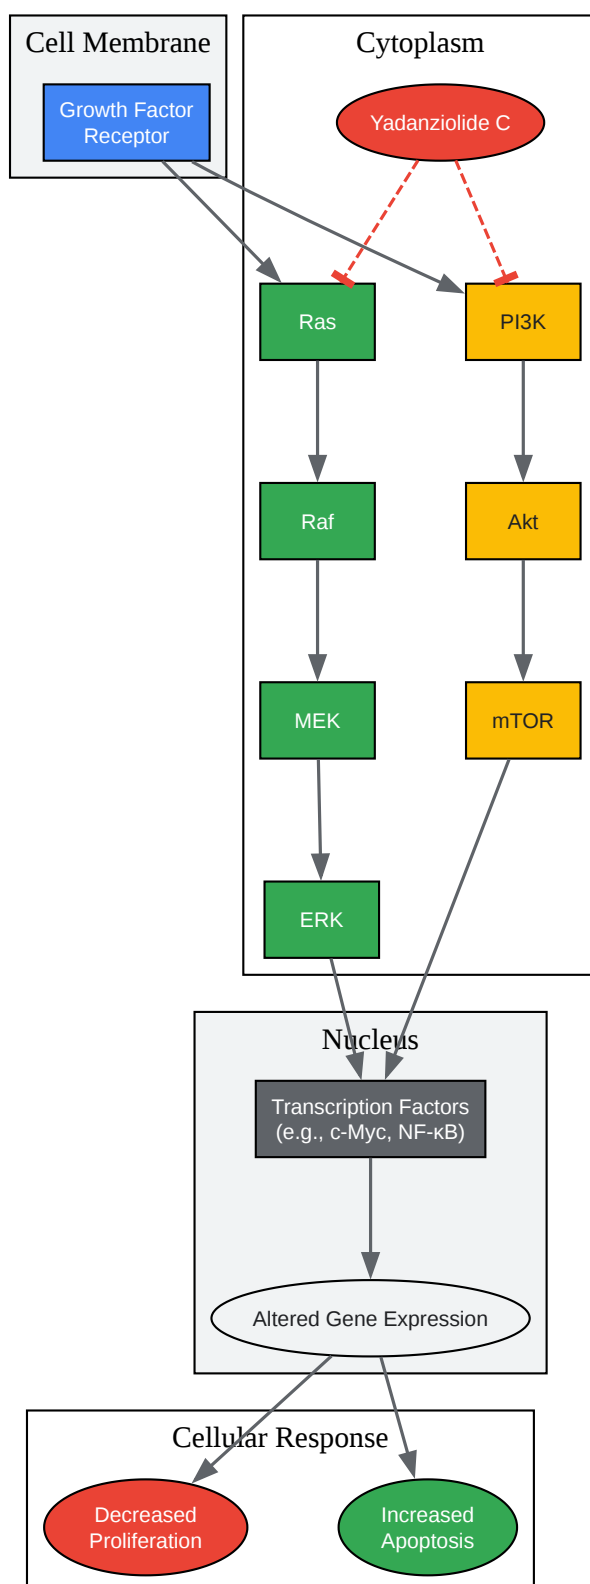 Cell Membrane
Growth Factor
Receptor
Cytoplasm
Yadanziolide C
Ras
PI3K
Raf
Akt
MEK
mTOR
ERK
Nucleus
Transcription Factors
(e.g., c-Myc, NF-κB)
Altered Gene Expression
Cellular Response
Decreased
Proliferation
Increased
Apoptosis